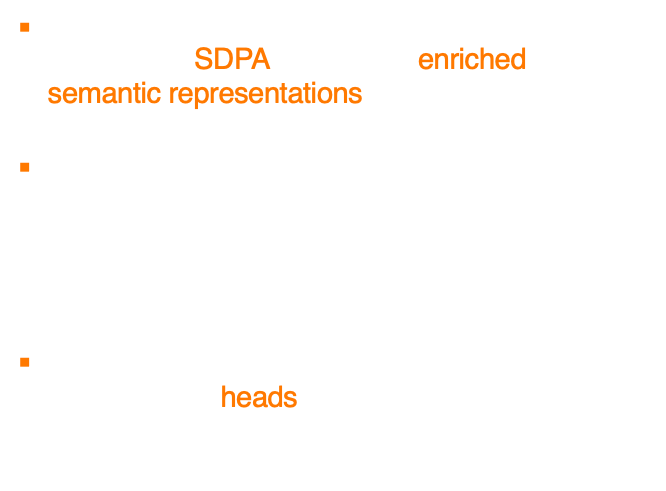 ▪
SDPA enriched
semantic representations
▪
▪
heads